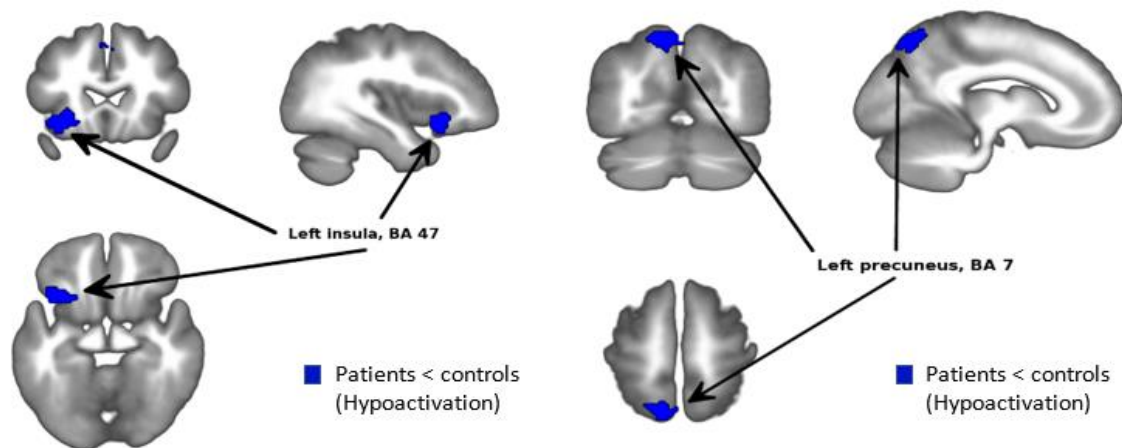 Left insula, BA 47
Patients < controls
(Hypoactivation)
Left precuneus, BA 7
Patients < controls
(Hypoactivation)